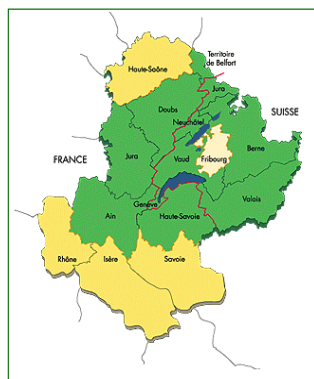 Territoire
de Belfort
Haute-Saône
Jura
Doubs
Neuchâtel
SUISSE
FRANCE
Jura
Vaud
Fribourg
Berne
Valais
Genève
Ain
Haute-Savoie
Rhône
Isère
Savoie